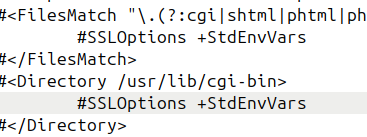 #<FilesMatch "\.(?:cgi|shtml|phtml|ph
#SSLOptions +StdEnvVars
#</FilesMatch>
#<Directory /usr/lib/cgi-bin>
#SSLOptions +StdEnvVars
#</Directory>